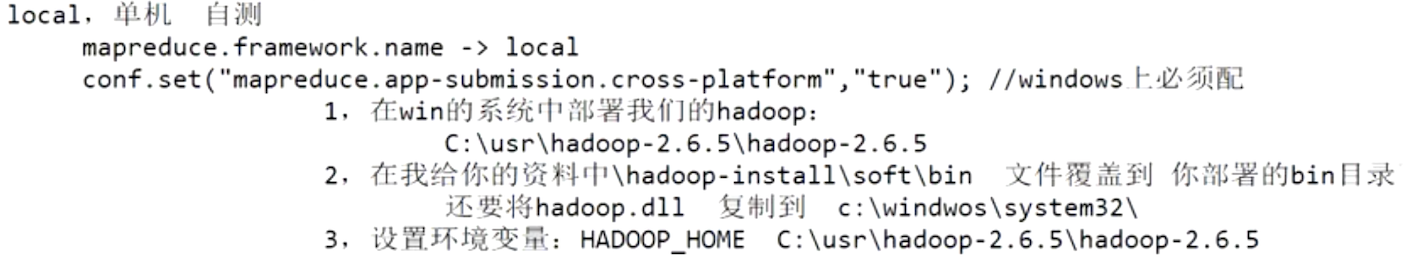 local，单机  自测
mapreduce.framework.name -> local
conf.set("mapreduce.app-submission.cross-platform","true"); //windows上必须配
1，在win的系统中部署我们的hadoop：
C:\usr\hadoop-2.6.5\hadoop-2.6.5
2，在我给你的资料中\hadoop-install\soft\bin  文件覆盖到 你部署的bin目录
还要将hadoop.dll  复制到  c:\windwos\system32\
3，设置环境变量：HADOOP_HOME  C:\usr\hadoop-2.6.5\hadoop-2.6.5